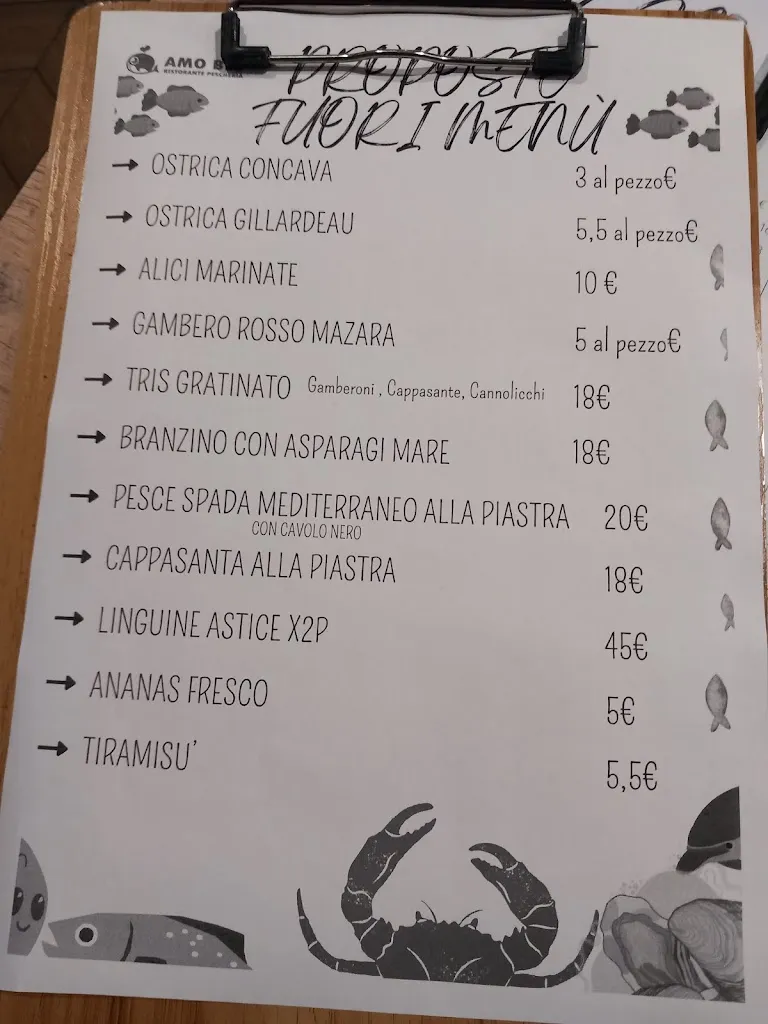 AMO
RISTORANTE PESCHERIA
PROPOSTE
FUORI MENÙ
→ OSTRICA CONCAVA 3 al pezzo€
→ OSTRICA GILLARDEAU 5,5 al pezzo€
→ ALICI MARINATE 10 €
→ GAMBERO ROSSO MAZARA 5 al pezzo€
→ TRIS GRATINATO Gamberoni , Cappasante, Cannolicchi 18€
→ BRANZINO CON ASPARAGI MARE 18€
→ PESCE SPADA MEDITERRANEO ALLA PIASTRA 20€
CON CAVOLO NERO
→ CAPPASANTA ALLA PIASTRA 18€
→ LINGUINE ASTICE X2P 45€
→ ANANAS FRESCO 5€
→ TIRAMISU' 5,5€